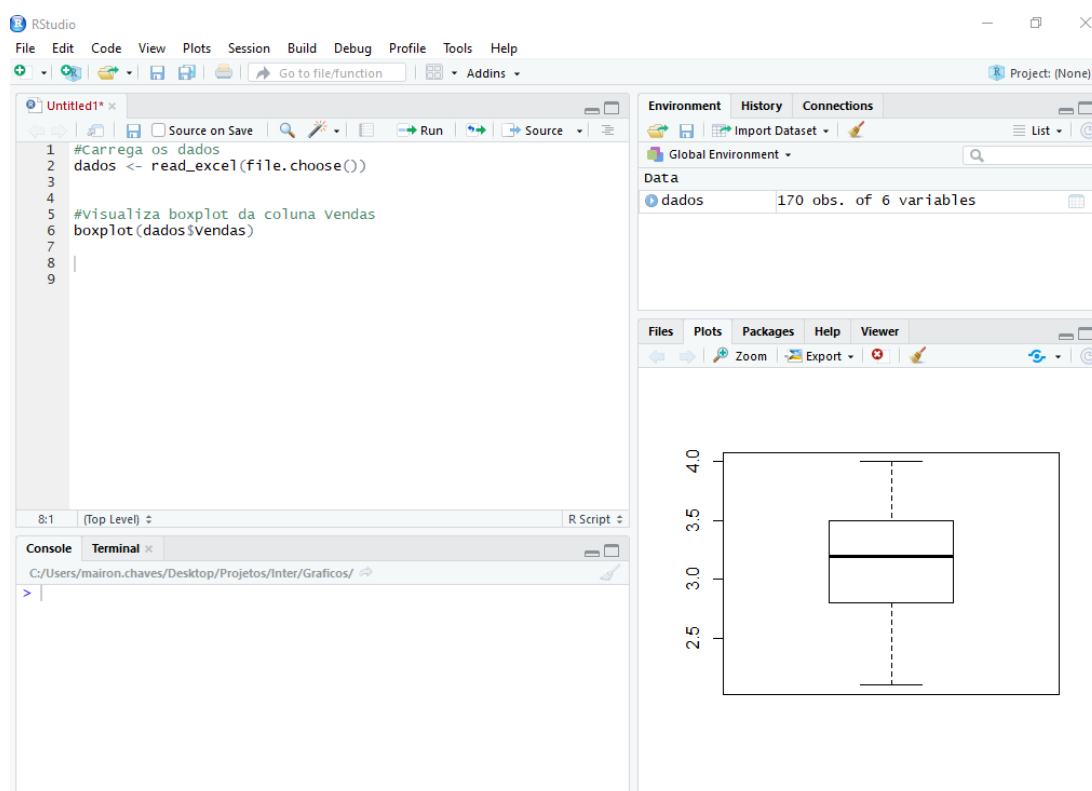 RStudio
File Edit Code View Plots Session Build Debug Profile Tools Help
Go to file/function Addins Project: (None)
Untitled1*
Source on Save Run Source
1 #Carrega os dados
2 dados <- read_excel(file.choose())
3
4
5 #Visualiza boxplot da coluna Vendas
6 boxplot(dados$Vendas)
7
8
9
8:1 (Top Level) R Script
Console Terminal
C:/Users/mairon.chaves/Desktop/Projetos/Inter/Graficos/
>
Environment History Connections
Import Dataset List
Global Environment
Data
dados 170 obs. of 6 variables
Files Plots Packages Help Viewer
Zoom Export
4.0
3.5
3.0
2.5